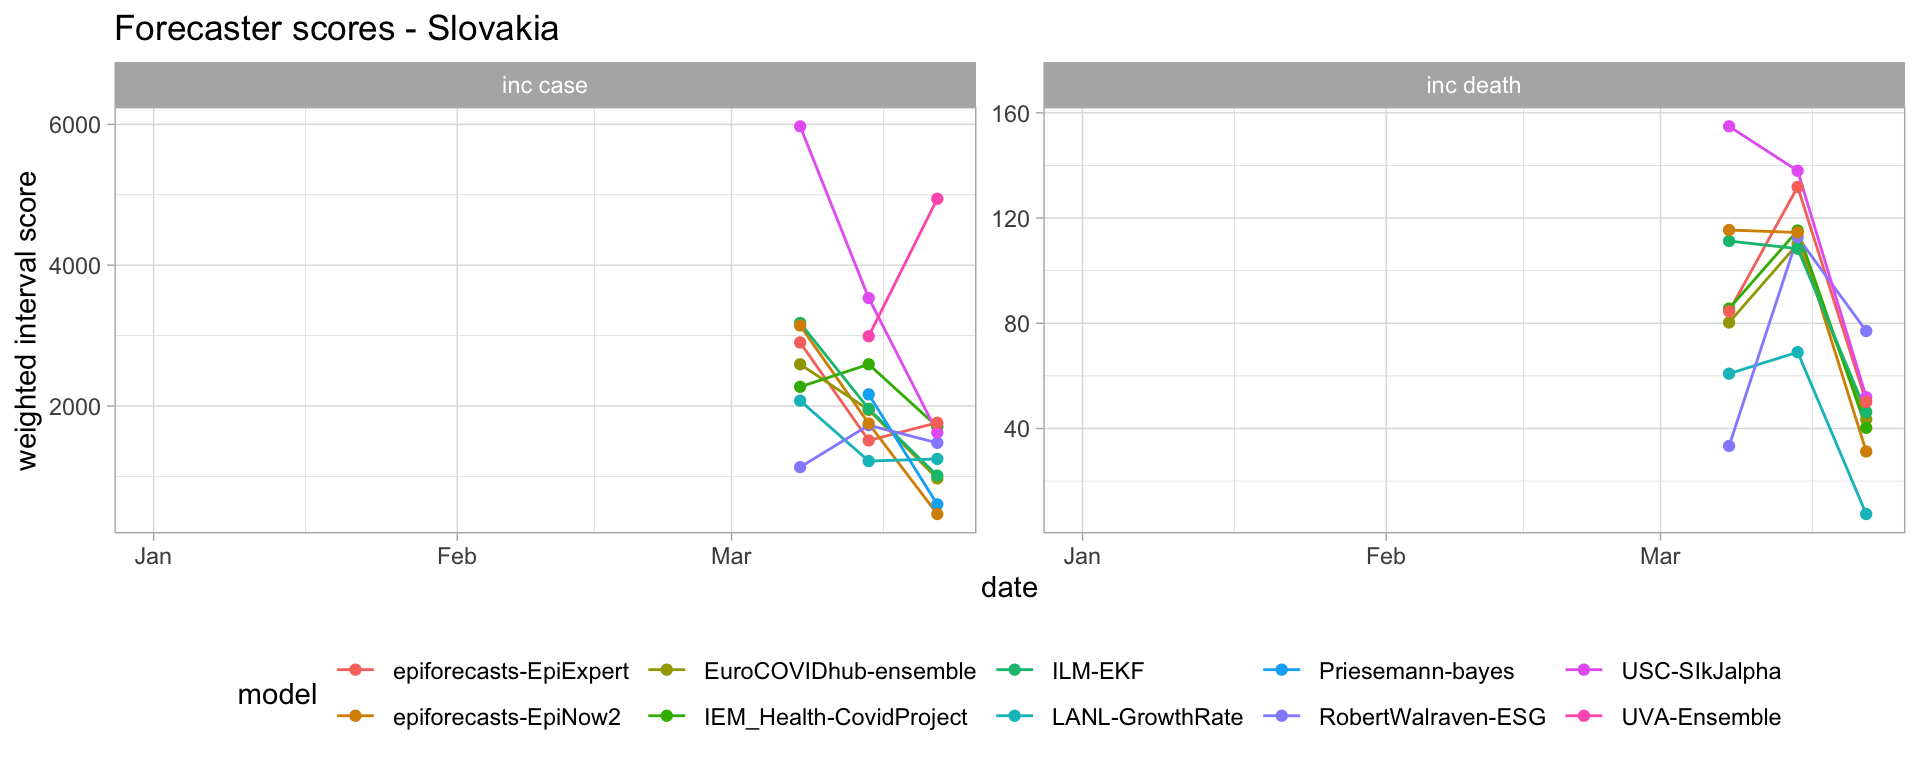 Forecaster scores - Slovakia
inc case
inc death
weighted interval score
6000
4000
2000
160
120
80
40
Jan
Feb
Mar
Jan
Feb
Mar
date
model
epiforecasts-EpiExpert
EuroCOVIDhub-ensemble
ILM-EKF
Priesemann-bayes
USC-SIkJalpha
epiforecasts-EpiNow2
IEM_Health-CovidProject
LANL-GrowthRate
RobertWalraven-ESG
UVA-Ensemble